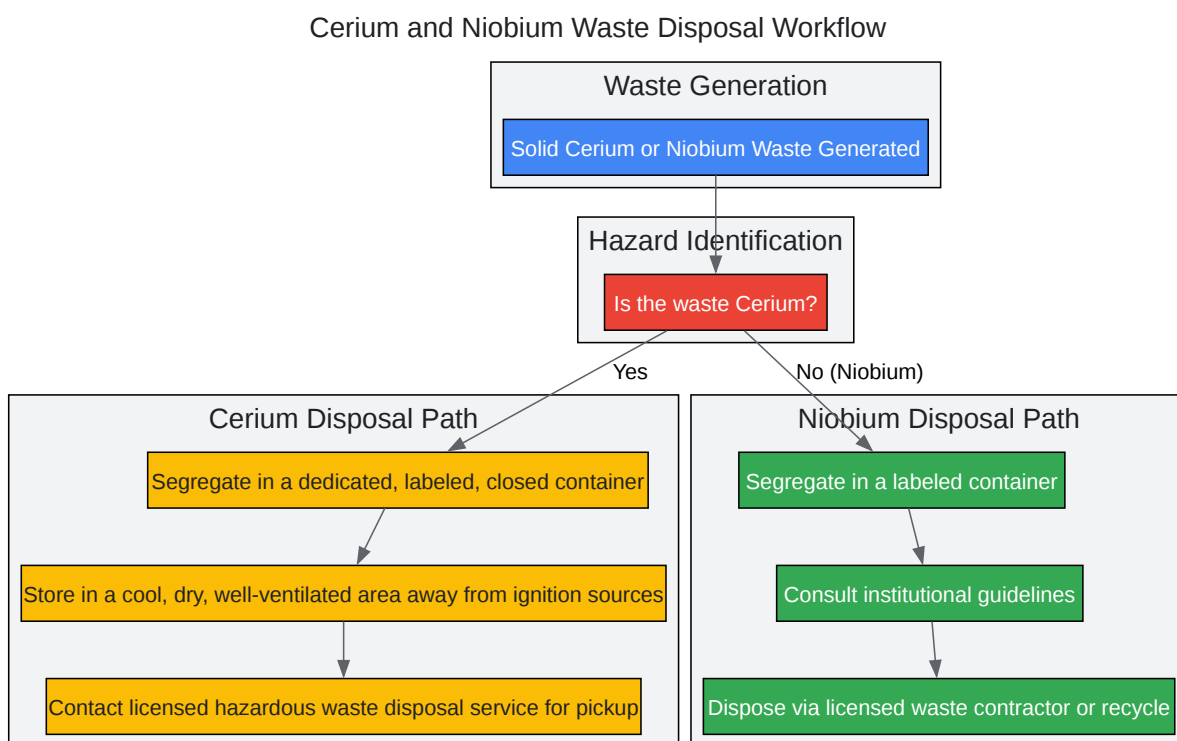 Cerium and Niobium Waste Disposal Workflow
Waste Generation
Solid Cerium or Niobium Waste Generated
Hazard Identification
Is the waste Cerium?
Yes
No (Niobium)
Cerium Disposal Path
Segregate in a dedicated, labeled, closed container
Store in a cool, dry, well-ventilated area away from ignition sources
Contact licensed hazardous waste disposal service for pickup
Niobium Disposal Path
Segregate in a labeled container
Consult institutional guidelines
Dispose via licensed waste contractor or recycle